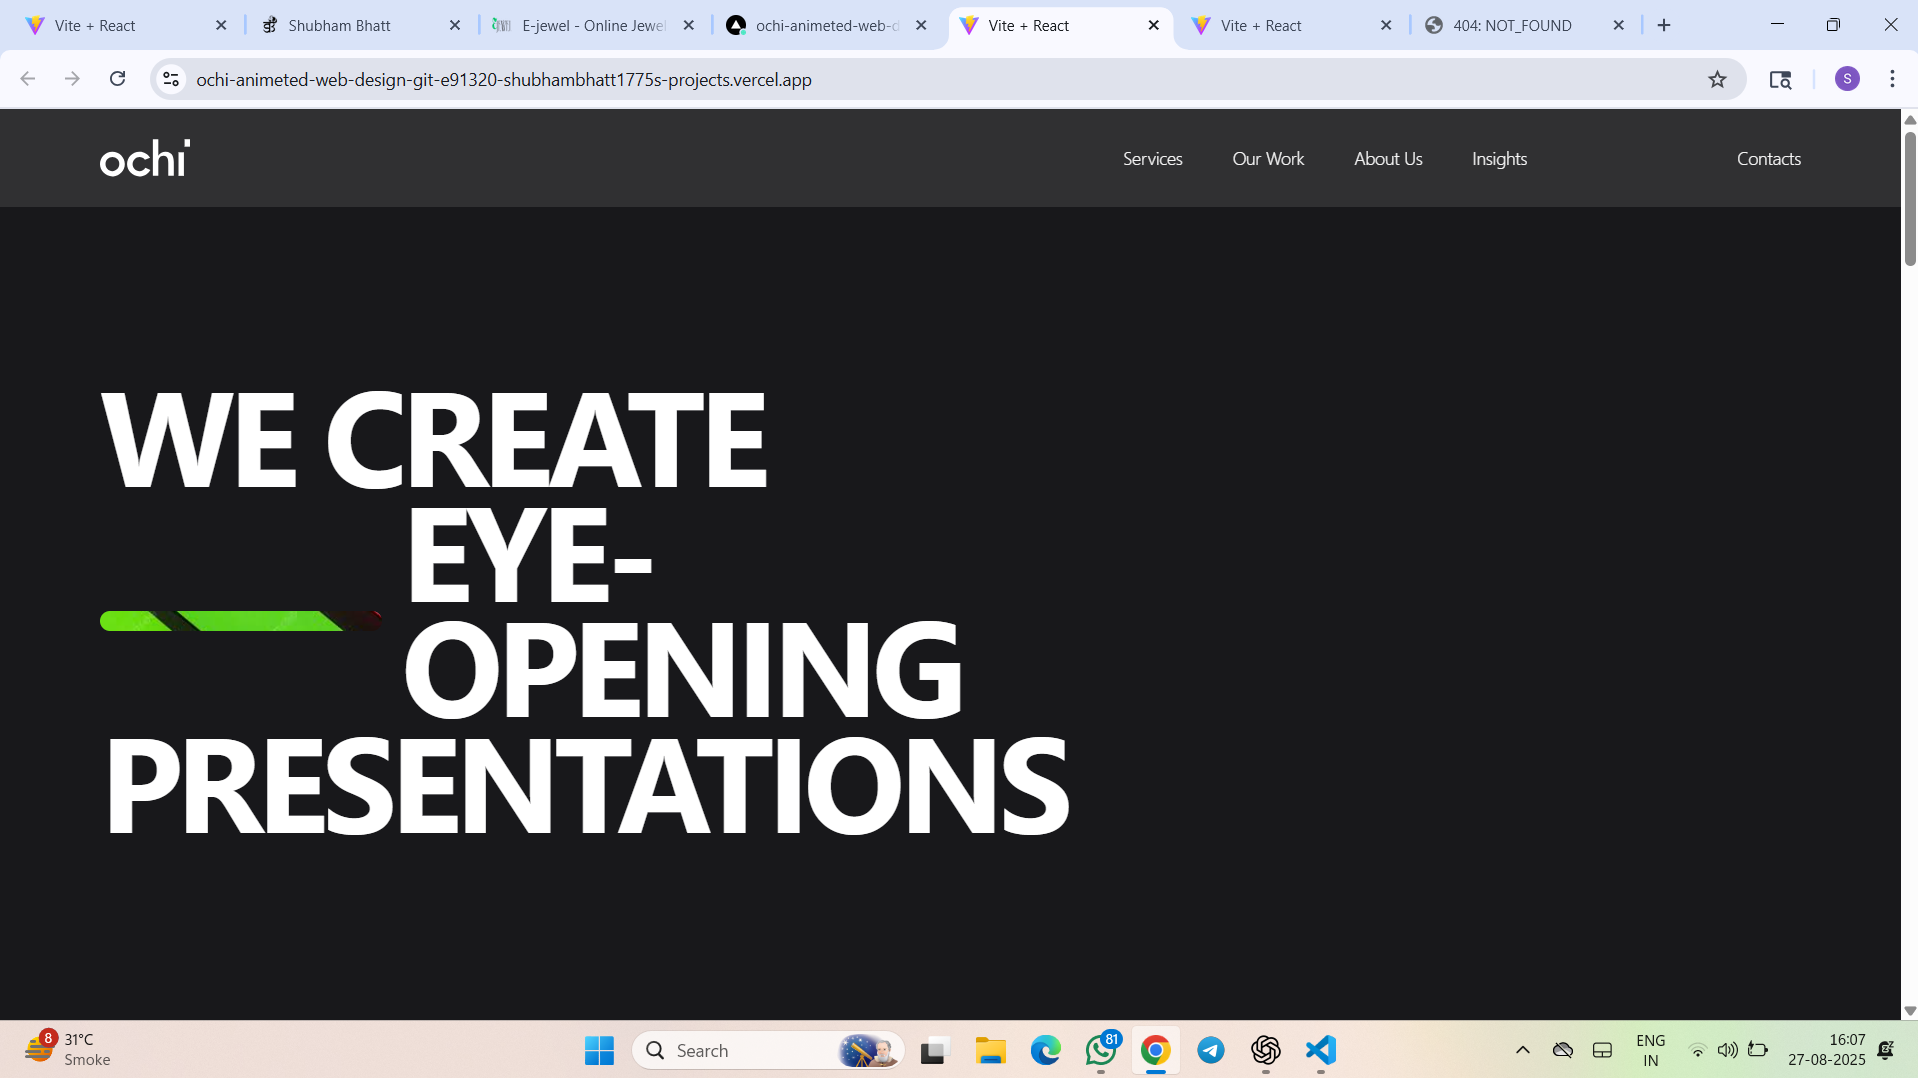 Vite + React
Shubham Bhatt
E-jewel - Online Jewel
ochi-animeted-web-d
Vite + React
Vite + React
404: NOT_FOUND
ochi-animeted-web-design-git-e91320-shubhambhatt1775s-projects.vercel.app
S
ochi
Services
Our Work
About Us
Insights
Contacts
WE CREATE
EYE-
OPENING
PRESENTATIONS
8
31°C
Smoke
Search
81
ENG
IN
16:07
27-08-2025